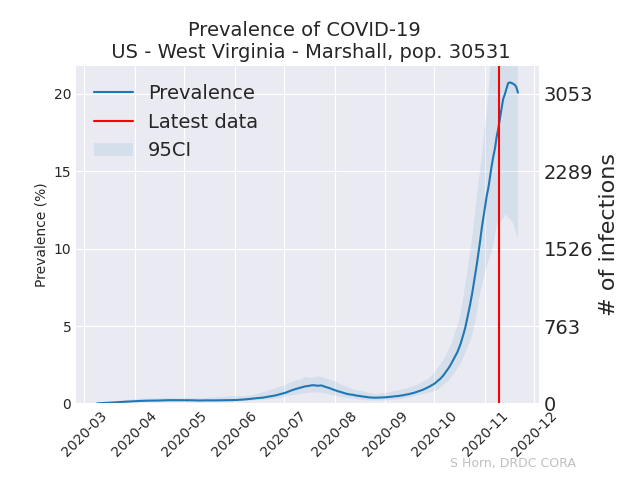 Prevalence of COVID-19
US - West Virginia - Marshall, pop. 30531
Prevalence
Latest data
95CI
Prevalence (%)
20
15
10
5
0
3053
2289
1526
763
0
# of infections
2020-03
2020-04
2020-05
2020-06
2020-07
2020-08
2020-09
2020-10
2020-11
2020-12
S Horn, DRDC CORA